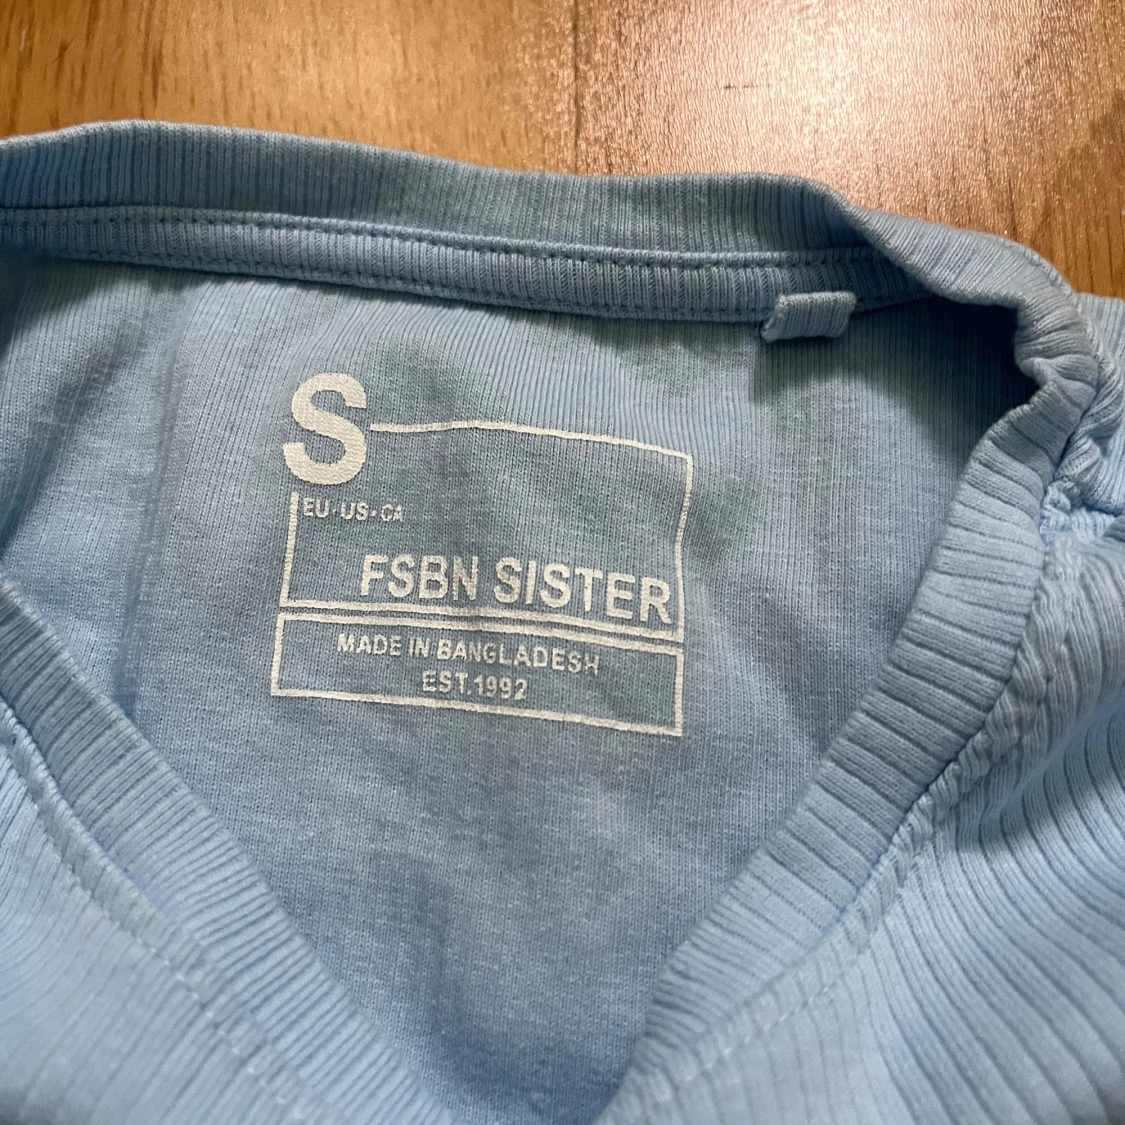 S
EU·US·CA
FSBN SISTER
MADE IN BANGLADESH
EST.1992